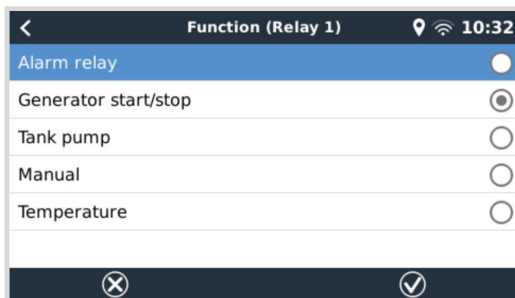 Function (Relay 1) 10:32
Alarm relay
Generator start/stop
Tank pump
Manual
Temperature